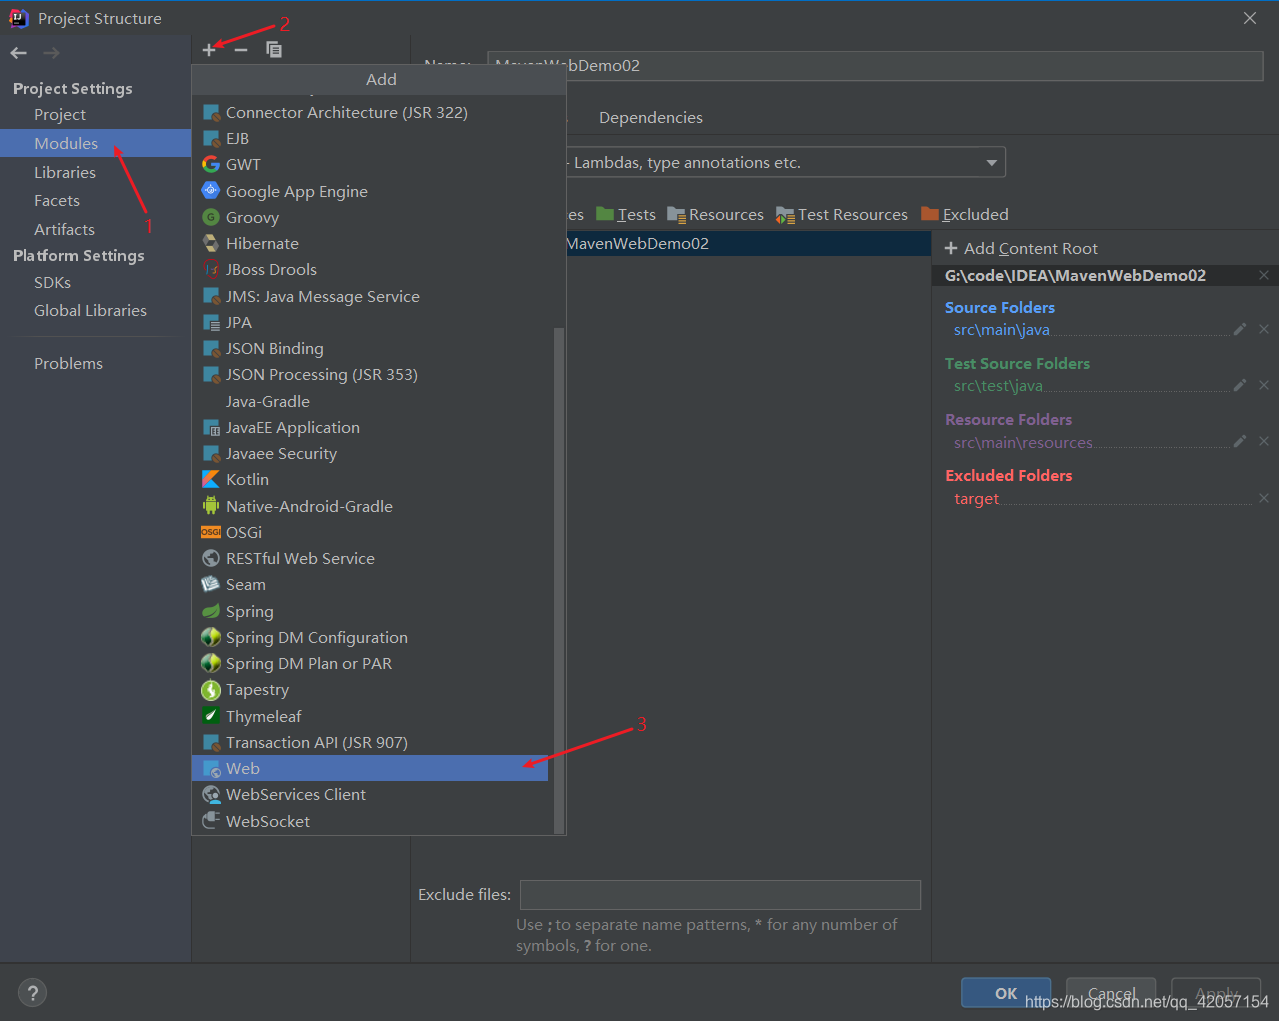 Project Structure
2
Project Settings
Project
Modules
Libraries
Facets
Artifacts
Platform Settings
SDKs
Global Libraries
Problems
1
Add
Connector Architecture (JSR 322)
EJB
GWT
Google App Engine
Groovy
Hibernate
JBoss Drools
JMS: Java Message Service
JPA
JSON Binding
JSON Processing (JSR 353)
Java-Gradle
JavaEE Application
Javaee Security
Kotlin
Native-Android-Gradle
OSGi
RESTful Web Service
Seam
Spring
Spring DM Configuration
Spring DM Plan or PAR
Tapestry
Thymeleaf
Transaction API (JSR 907)
Web
WebServices Client
WebSocket
3
MavenWebDemo02
Dependencies
- Lambdas, type annotations etc.
es Tests Resources Test Resources Excluded
MavenWebDemo02
Add Content Root
G:\code\IDEA\MavenWebDemo02
Source Folders
src\main\java
Test Source Folders
src\test\java
Resource Folders
src\main\resources
Excluded Folders
target
Exclude files:
Use ; to separate name patterns, * for any number of
symbols, ? for one.
?
OK Cancel Apply
https://blog.csdn.net/qq_42057154